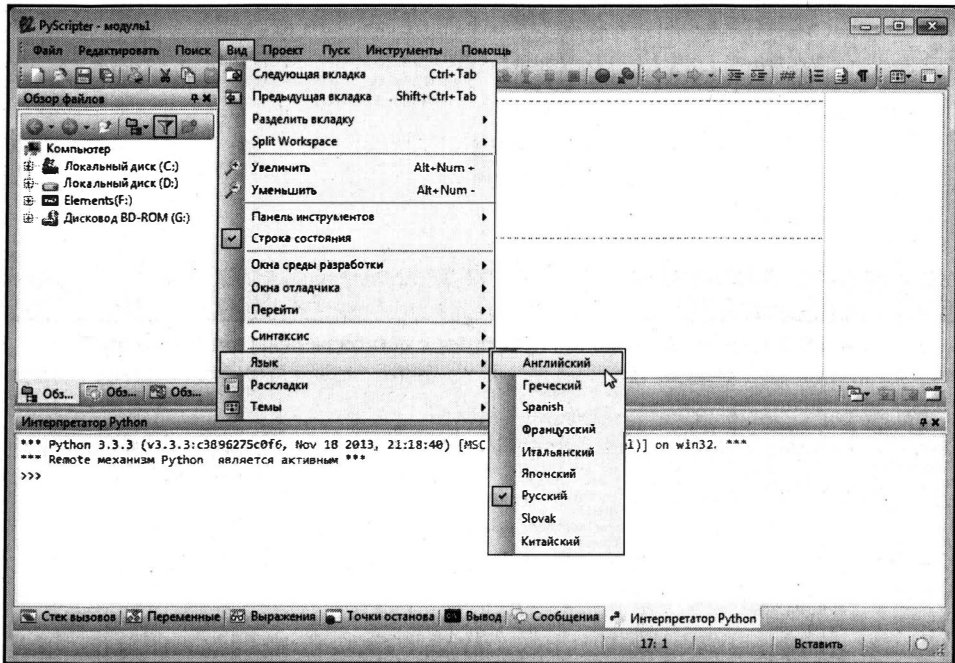 PyScripter - модуль1
Файл Редактировать Поиск Вид Проект Пуск Инструменты Помощь
Обзор файлов
Компьютер
Локальный диск (C:)
Локальный диск (D:)
Elements(F:)
Дисковод BD-ROM (G:)
Следующая вкладка Ctrl+Tab
Предыдущая вкладка Shift+Ctrl+Tab
Разделить вкладку
Split Workspace
Увеличить Alt+Num +
Уменьшить Alt+Num -
Панель инструментов
Строка состояния
Окна среды разработки
Окна отладчика
Перейти
Синтаксис
Язык
Раскладки
Темы
Английский
Греческий
Spanish
Французский
Итальянский
Японский
Русский
Slovak
Китайский
Обз... Обз... Обз...
Интерпретатор Python
*** Python 3.3.3 (v3.3.3:c3896275c0f6, Nov 18 2013, 21:18:40) [MSC l)] on win32. ***
*** Remote механизм Python является активным ***
>>>
Стек вызовов Переменные Выражения Точки останова Вывод Сообщения Интерпретатор Python
17: 1 Вставить